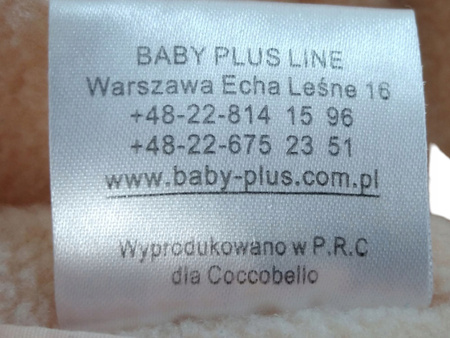 BABY PLUS LINE
Warszawa Echa Leśne 16
+48-22-814 15 96
+48-22-675 23 51
www.baby-plus.com.pl
Wyprodukowano w P.R.C
dla Coccobello